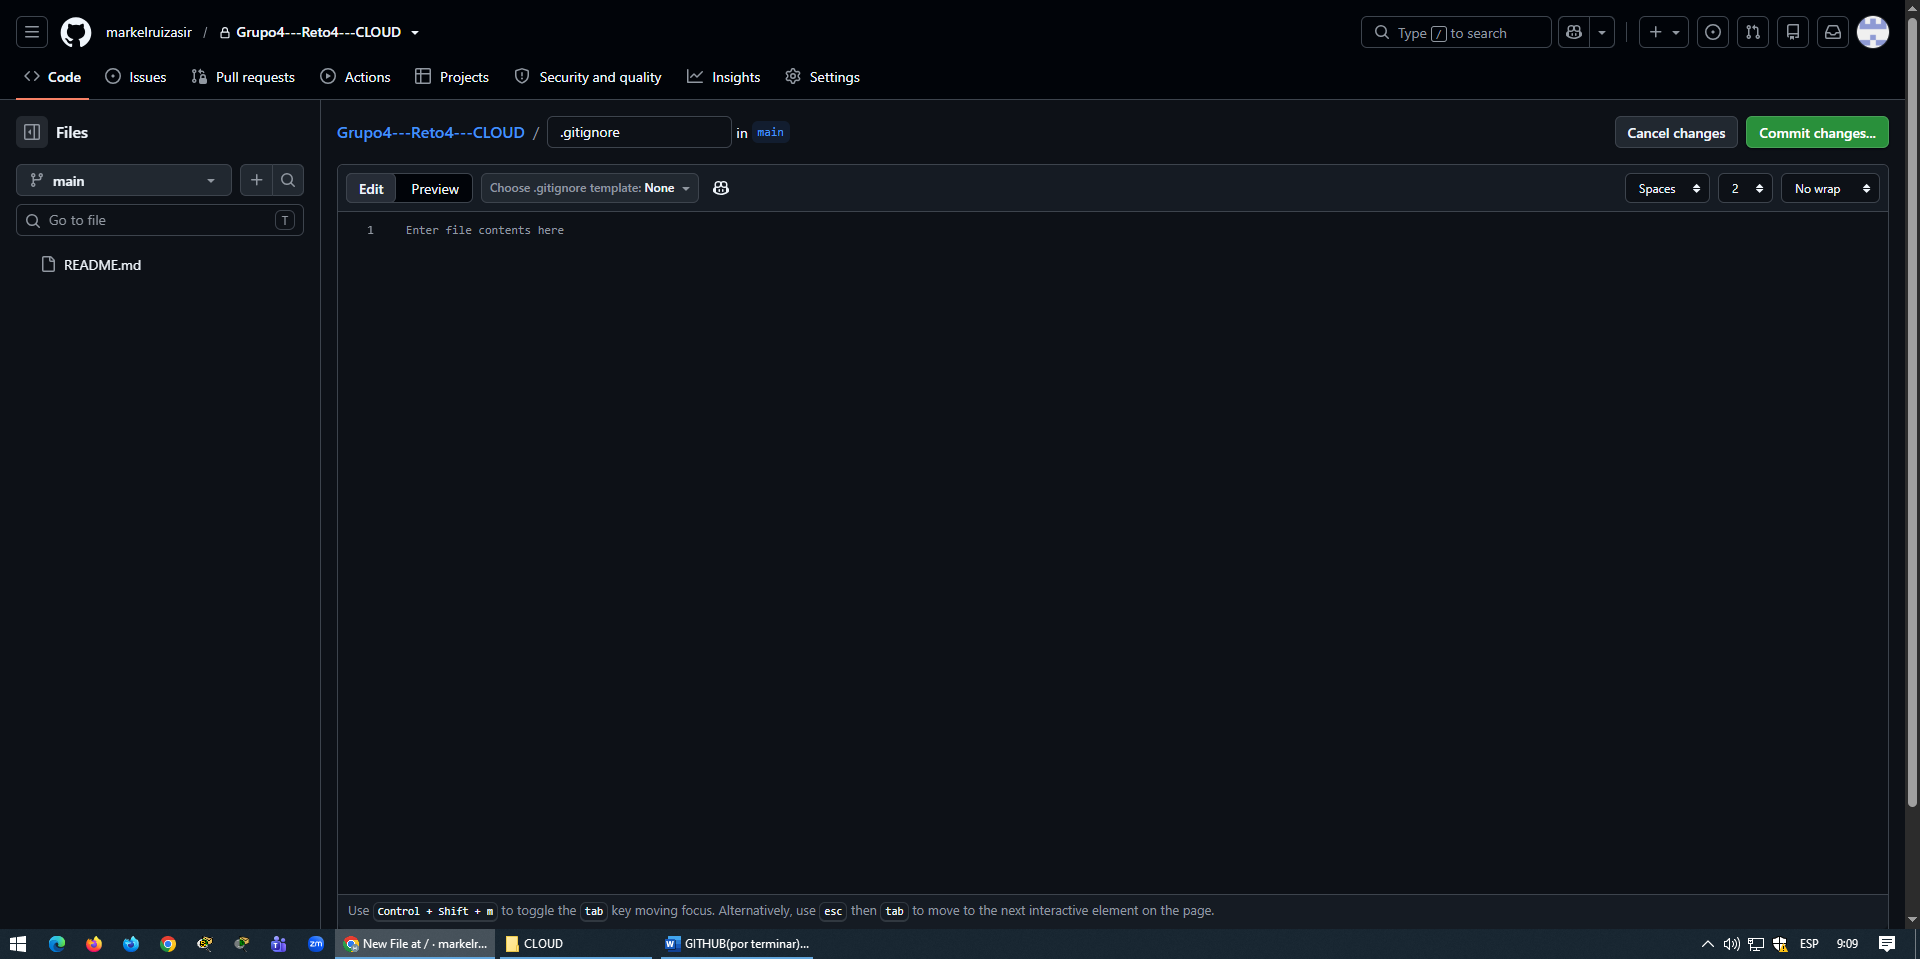 markelruizasir / Grupo4---Reto4---CLOUD
Type / to search
Code Issues Pull requests Actions Projects Security and quality Insights Settings
Files
Grupo4---Reto4---CLOUD / .gitignore in main
Cancel changes Commit changes...
main
Edit Preview Choose .gitignore template: None
Spaces 2 No wrap
Go to file T
1 Enter file contents here
README.md
Use Control + Shift + m to toggle the tab key moving focus. Alternatively, use esc then tab to move to the next interactive element on the page.
zm New File at / · markelr... CLOUD GITHUB(por terminar)... ESP 9:09